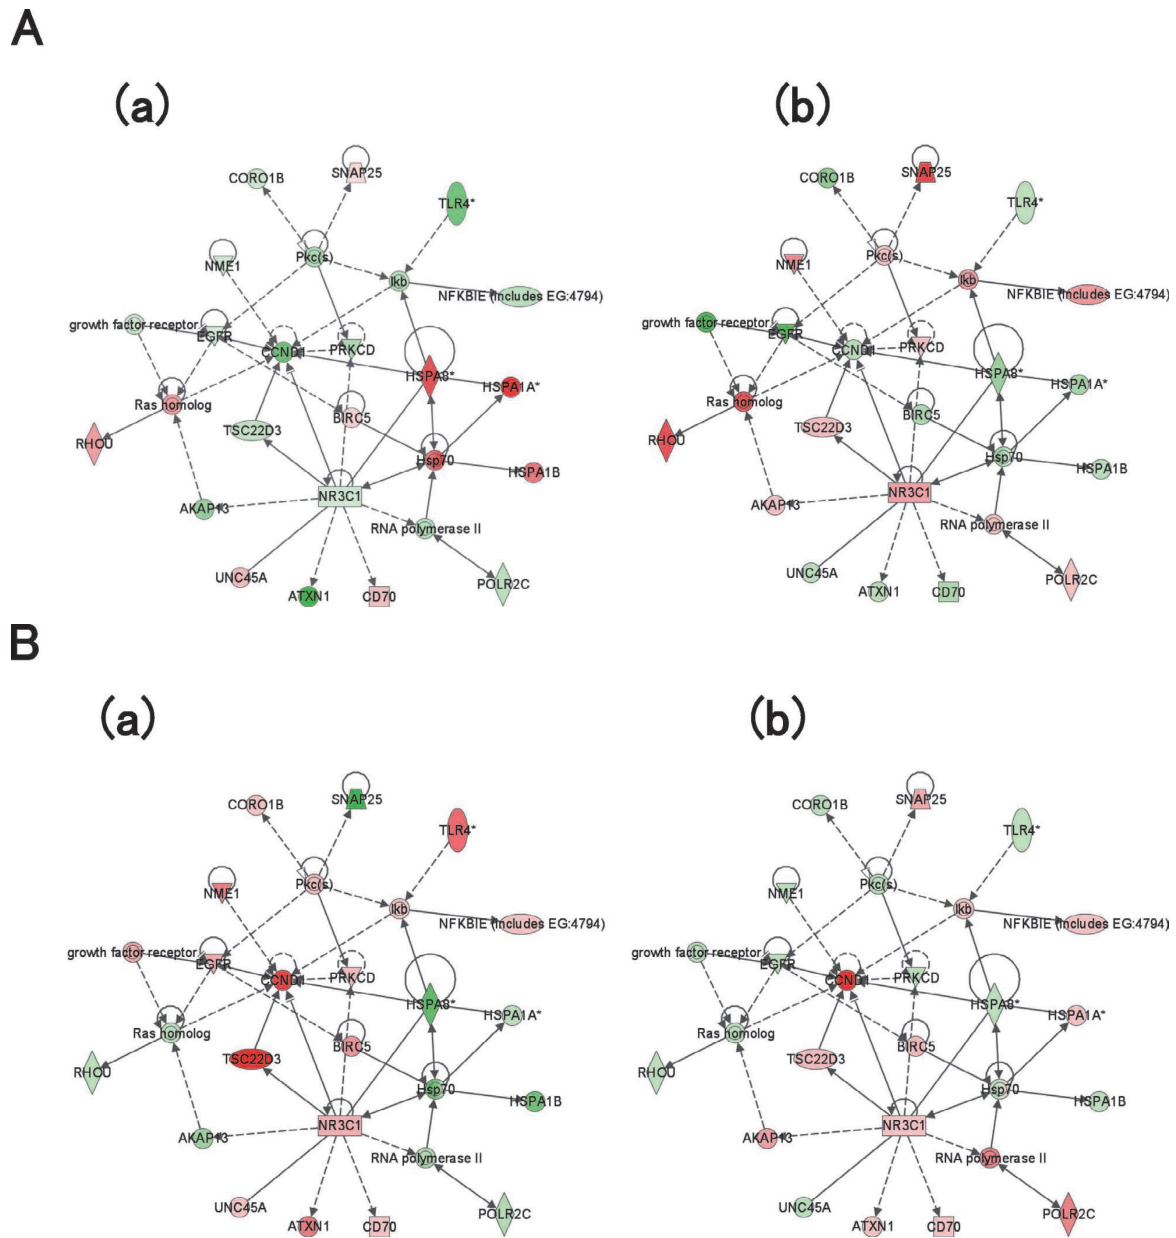 A
(a)
(b)
CORO1B
SNAP25
TLR4*
Pkc(s)
NME1
Ikb
NFKBIE (includes EG:4794)
growth factor receptor
EGFR
CCND1
PRKCD
HSPA8*
HSPA1A*
Ras homolog
RHOU
TSC22D3
BIRC5
Hsp70
HSPA1B
AKAP13
NR3C1
RNA polymerase II
UNC45A
ATXN1
CD70
POLR2C
CORO1B
SNAP25
TLR4*
Pkc(s)
NME1
Ikb
NFKBIE (includes EG:4794)
growth factor receptor
EGFR
CCND1
PRKCD
HSPA8*
HSPA1A*
Ras homolog
RHOU
TSC22D3
BIRC5
Hsp70
HSPA1B
AKAP13
NR3C1
RNA polymerase II
UNC45A
ATXN1
CD70
POLR2C
B
(a)
(b)
CORO1B
SNAP25
TLR4*
Pkc(s)
NME1
Ikb
NFKBIE (includes EG:4794)
growth factor receptor
EGFR
CCND1
PRKCD
HSPA8*
HSPA1A*
Ras homolog
RHOU
TSC22D3
BIRC5
Hsp70
HSPA1B
AKAP13
NR3C1
RNA polymerase II
UNC45A
ATXN1
CD70
POLR2C
CORO1B
SNAP25
TLR4*
Pkc(s)
NME1
Ikb
NFKBIE (includes EG:4794)
growth factor receptor
EGFR
CCND1
PRKCD
HSPA8*
HSPA1A*
Ras homolog
RHOU
TSC22D3
BIRC5
Hsp70
HSPA1B
AKAP13
NR3C1
RNA polymerase II
UNC45A
ATXN1
CD70
POLR2C